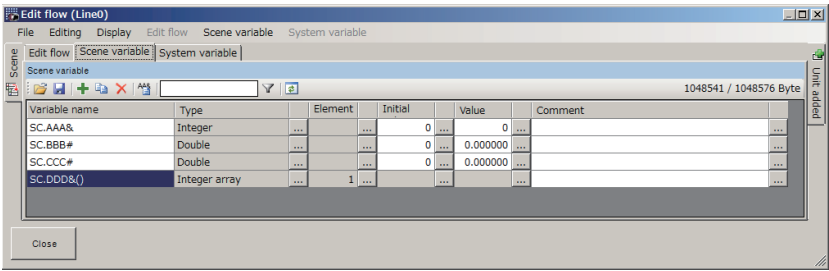 Edit flow (Line0)
File Editing Display Edit flow Scene variable System variable
Scene
Edit flow Scene variable System variable
Scene variable
1048541 / 1048576 Byte
Unit added
Variable name Type Element Initial Value Comment
SC.AAA& Integer ... ... 0 ... 0 ... ...
SC.BBB# Double ... ... 0 ... 0.000000 ... ...
SC.CCC# Double ... ... 0 ... 0.000000 ... ...
SC.DDD&() Integer array ... 1 ... ... ... ...
Close